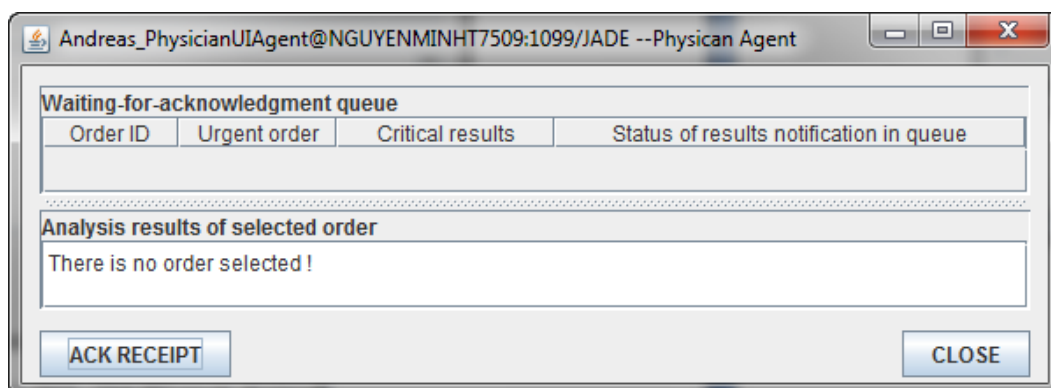 Andreas_PhysicianUIAgent@NGUYENMINHT7509:1099/JADE --Physican Agent
Waiting-for-acknowledgment queue
Order ID Urgent order Critical results Status of results notification in queue
Analysis results of selected order
There is no order selected !
ACK RECEIPT CLOSE